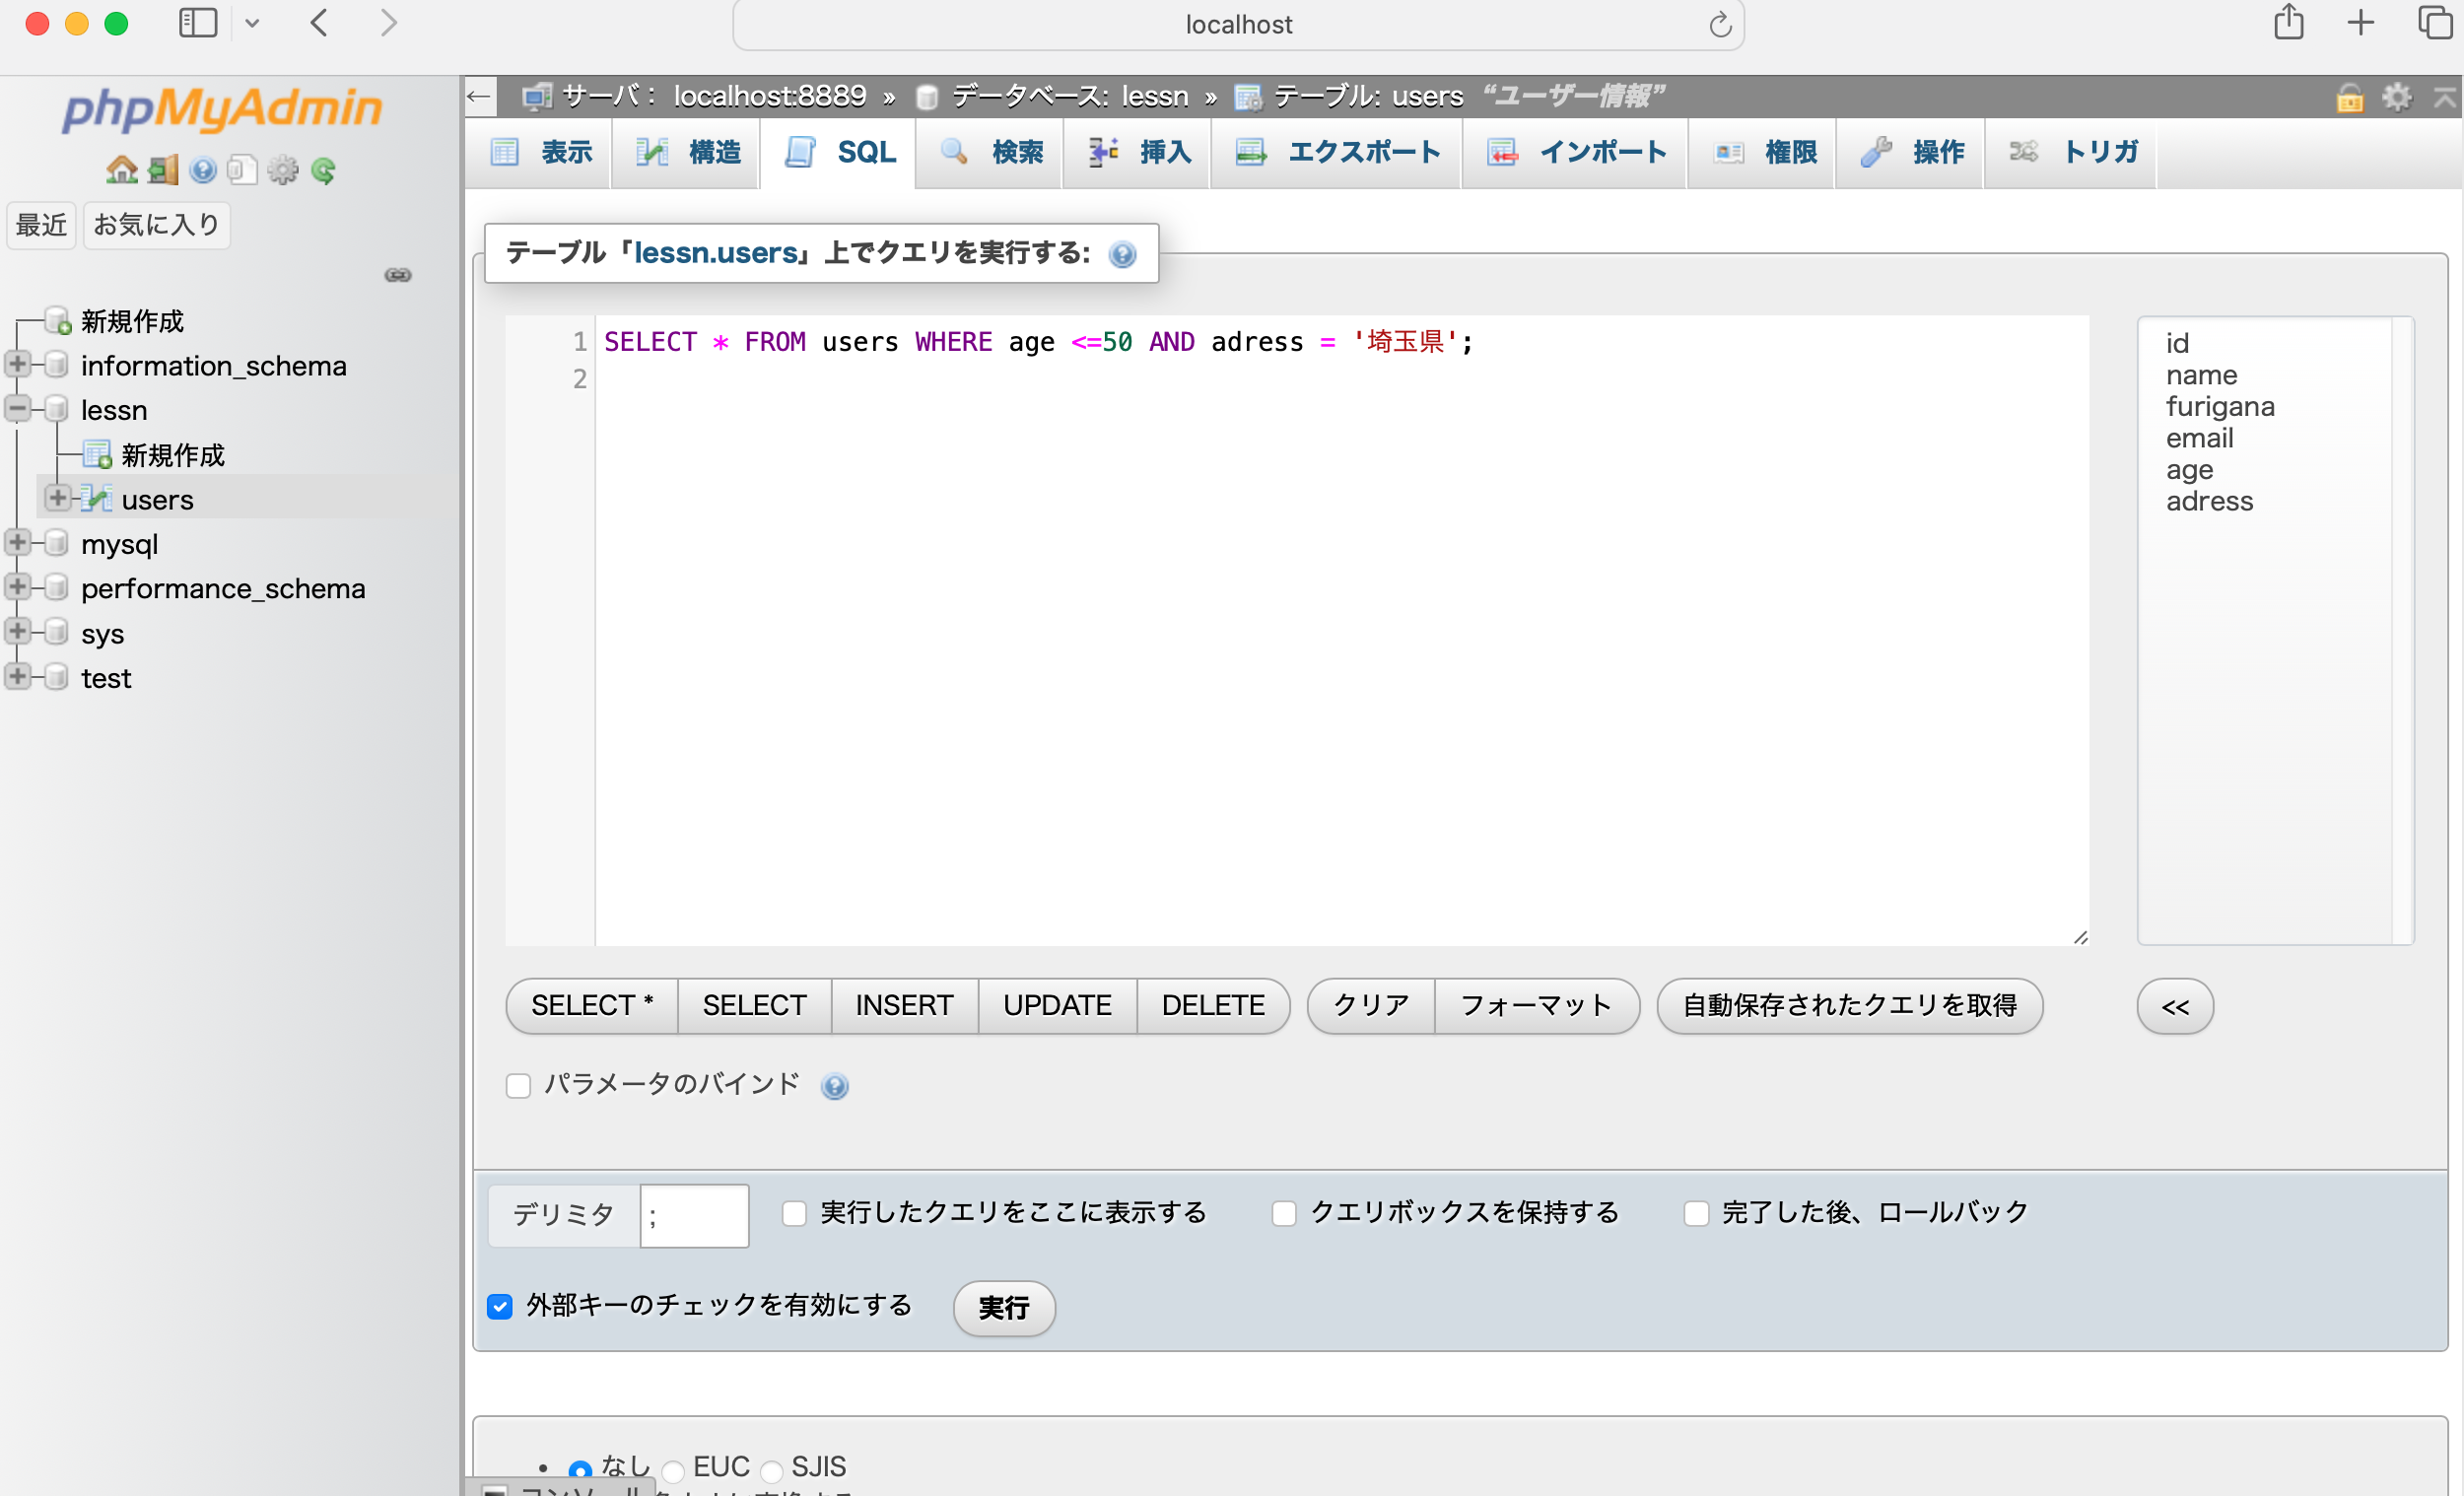 localhost
phpMyAdmin
最近 お気に入り
新規作成
information_schema
lessn
新規作成
users
mysql
performance_schema
sys
test
サーバ： localhost:8889 » データベース: lessn » テーブル: users “ユーザー情報”
表示 構造 SQL 検索 挿入 エクスポート インポート 権限 操作 トリガ
テーブル「lessn.users」上でクエリを実行する:
1 SELECT * FROM users WHERE age <=50 AND adress = '埼玉県';
2
id
name
furigana
email
age
adress
SELECT * SELECT INSERT UPDATE DELETE クリア フォーマット 自動保存されたクエリを取得 <<
パラメータのバインド
デリミタ ; 実行したクエリをここに表示する クエリボックスを保持する 完了した後、ロールバック
外部キーのチェックを有効にする 実行
• なし EUC SJIS
コンソール